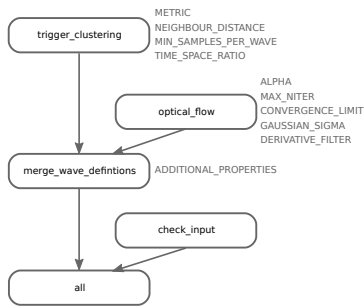 METRIC
NEIGHBOUR_DISTANCE
trigger_clustering
MIN_SAMPLES_PER_WAVE
TIME_SPACE_RATIO
ALPHA
MAX_NITER
optical_flow
CONVERGENCE_LIMIT
GAUSSIAN_SIGMA
DERIVATIVE_FILTER
merge_wave_defintions
ADDITIONAL_PROPERTIES
check_input
all